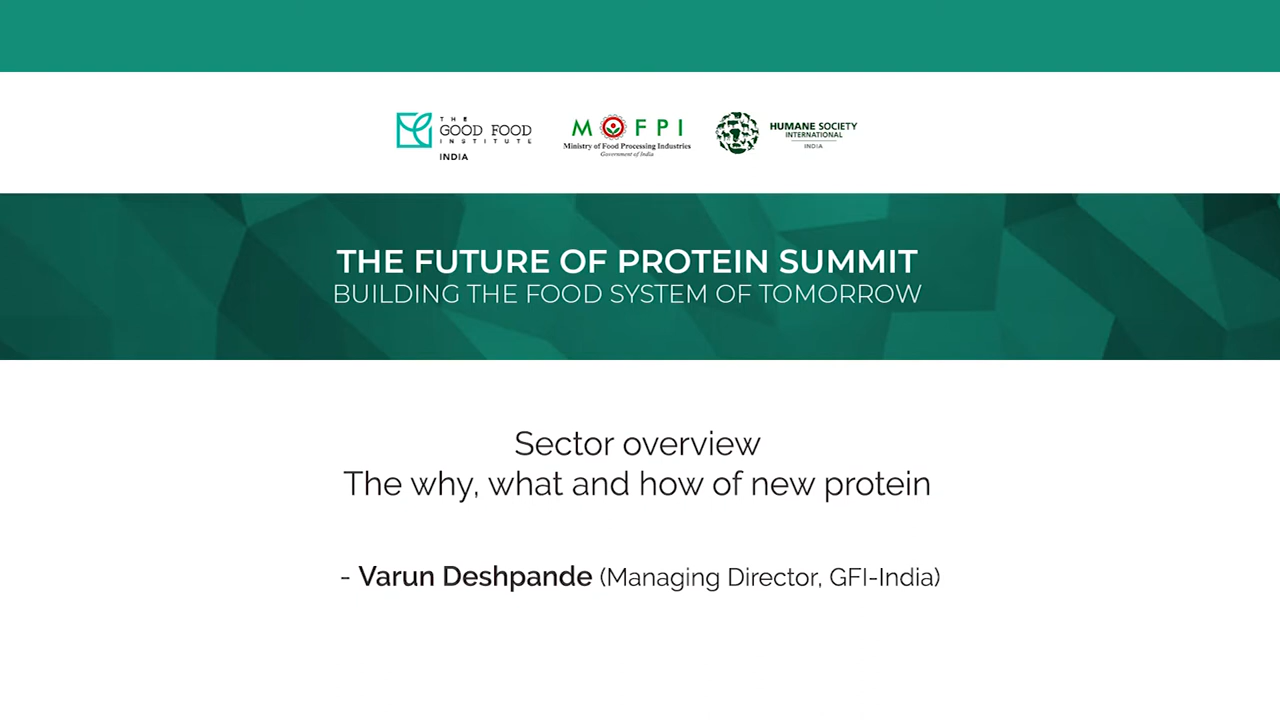 THE
GOOD FOOD
INSTITUTE
INDIA
MOFPI
Ministry of Food Processing Industries
Government of India
HUMANE SOCIETY
INTERNATIONAL
INDIA
THE FUTURE OF PROTEIN SUMMIT
BUILDING THE FOOD SYSTEM OF TOMORROW
Sector overview
The why, what and how of new protein
- Varun Deshpande (Managing Director, GFI-India)